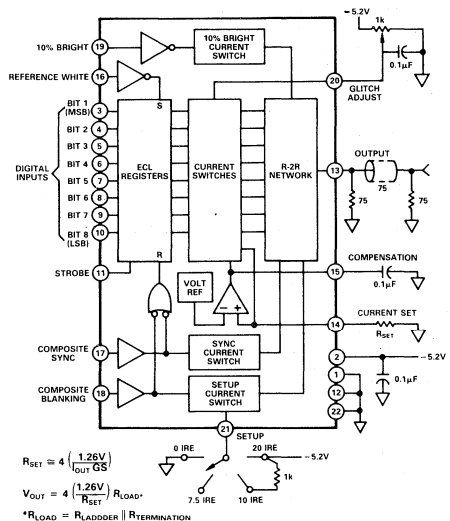 - 5.2V
1k
0.1μF
10% BRIGHT
19
10% BRIGHT
CURRENT
SWITCH
REFERENCE WHITE
16
20
GLITCH
ADJUST
S
DIGITAL
INPUTS
BIT 1
(MSB)
3
BIT 2
4
BIT 3
5
BIT 4
6
BIT 5
7
BIT 6
8
BIT 7
9
BIT 8
(LSB)
10
ECL
REGISTERS
CURRENT
SWITCHES
R-2R
NETWORK
13
OUTPUT
75
75
75
R
STROBE
11
VOLT
REF
- +
15
COMPENSATION
0.1μF
14
CURRENT SET
RSET
COMPOSITE
SYNC
17
SYNC
CURRENT
SWITCH
2
- 5.2V
0.1μF
1
12
22
COMPOSITE
BLANKING
18
SETUP
CURRENT
SWITCH
21
SETUP
0 IRE
20 IRE
- 5.2V
1k
7.5 IRE
10 IRE
RSET ≅ 4 (1.26V / IOUT GS)
VOUT = 4 (1.26V / RSET) RLOAD*
*RLOAD = RLADDDER || RTERMINATION